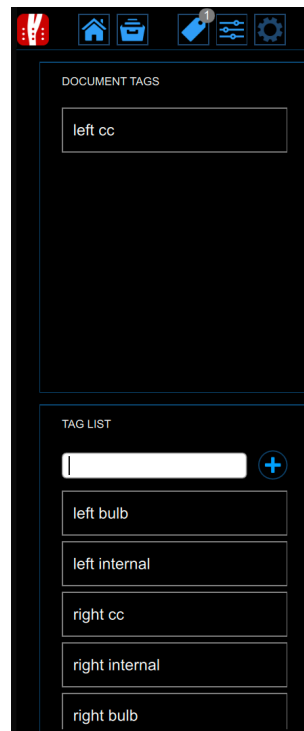 1
DOCUMENT TAGS
left cc
TAG LIST
left bulb
left internal
right cc
right internal
right bulb